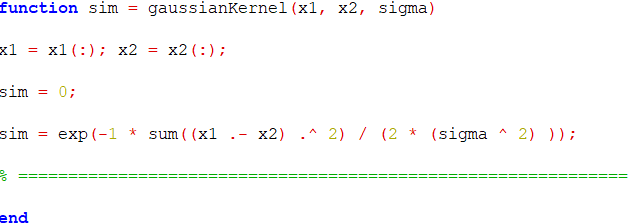 function sim = gaussianKernel(x1, x2, sigma)
x1 = x1(:); x2 = x2(:);
sim = 0;
sim = exp(-1 * sum((x1 .- x2) .^ 2) / (2 * (sigma ^ 2) ));
% =============================================================
end